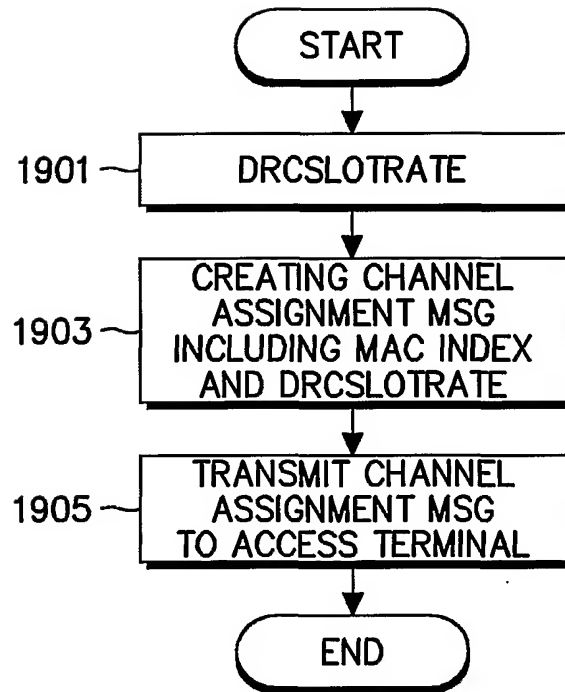 START
1901
DRCSLOTRATE
1903
CREATING CHANNEL
ASSIGNMENT MSG
INCLUDING MAC INDEX
AND DRCSLOTRATE
1905
TRANSMIT CHANNEL
ASSIGNMENT MSG
TO ACCESS TERMINAL
END